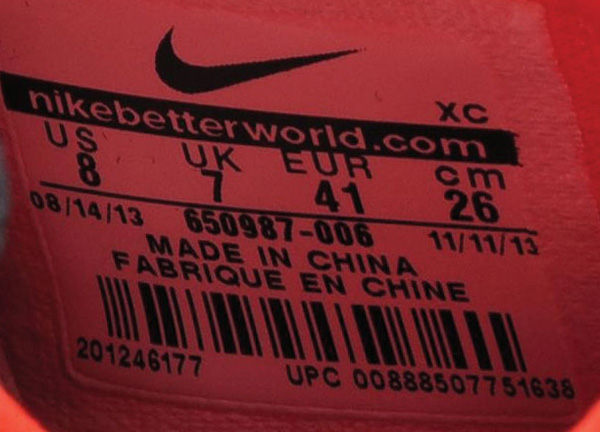 XC
nikebetterworld.com
US UK EUR cm
8 7 41 26
08/14/13 650987-006 11/11/13
MADE IN CHINA
FABRIQUE EN CHINE
201246177 UPC 00888507751638